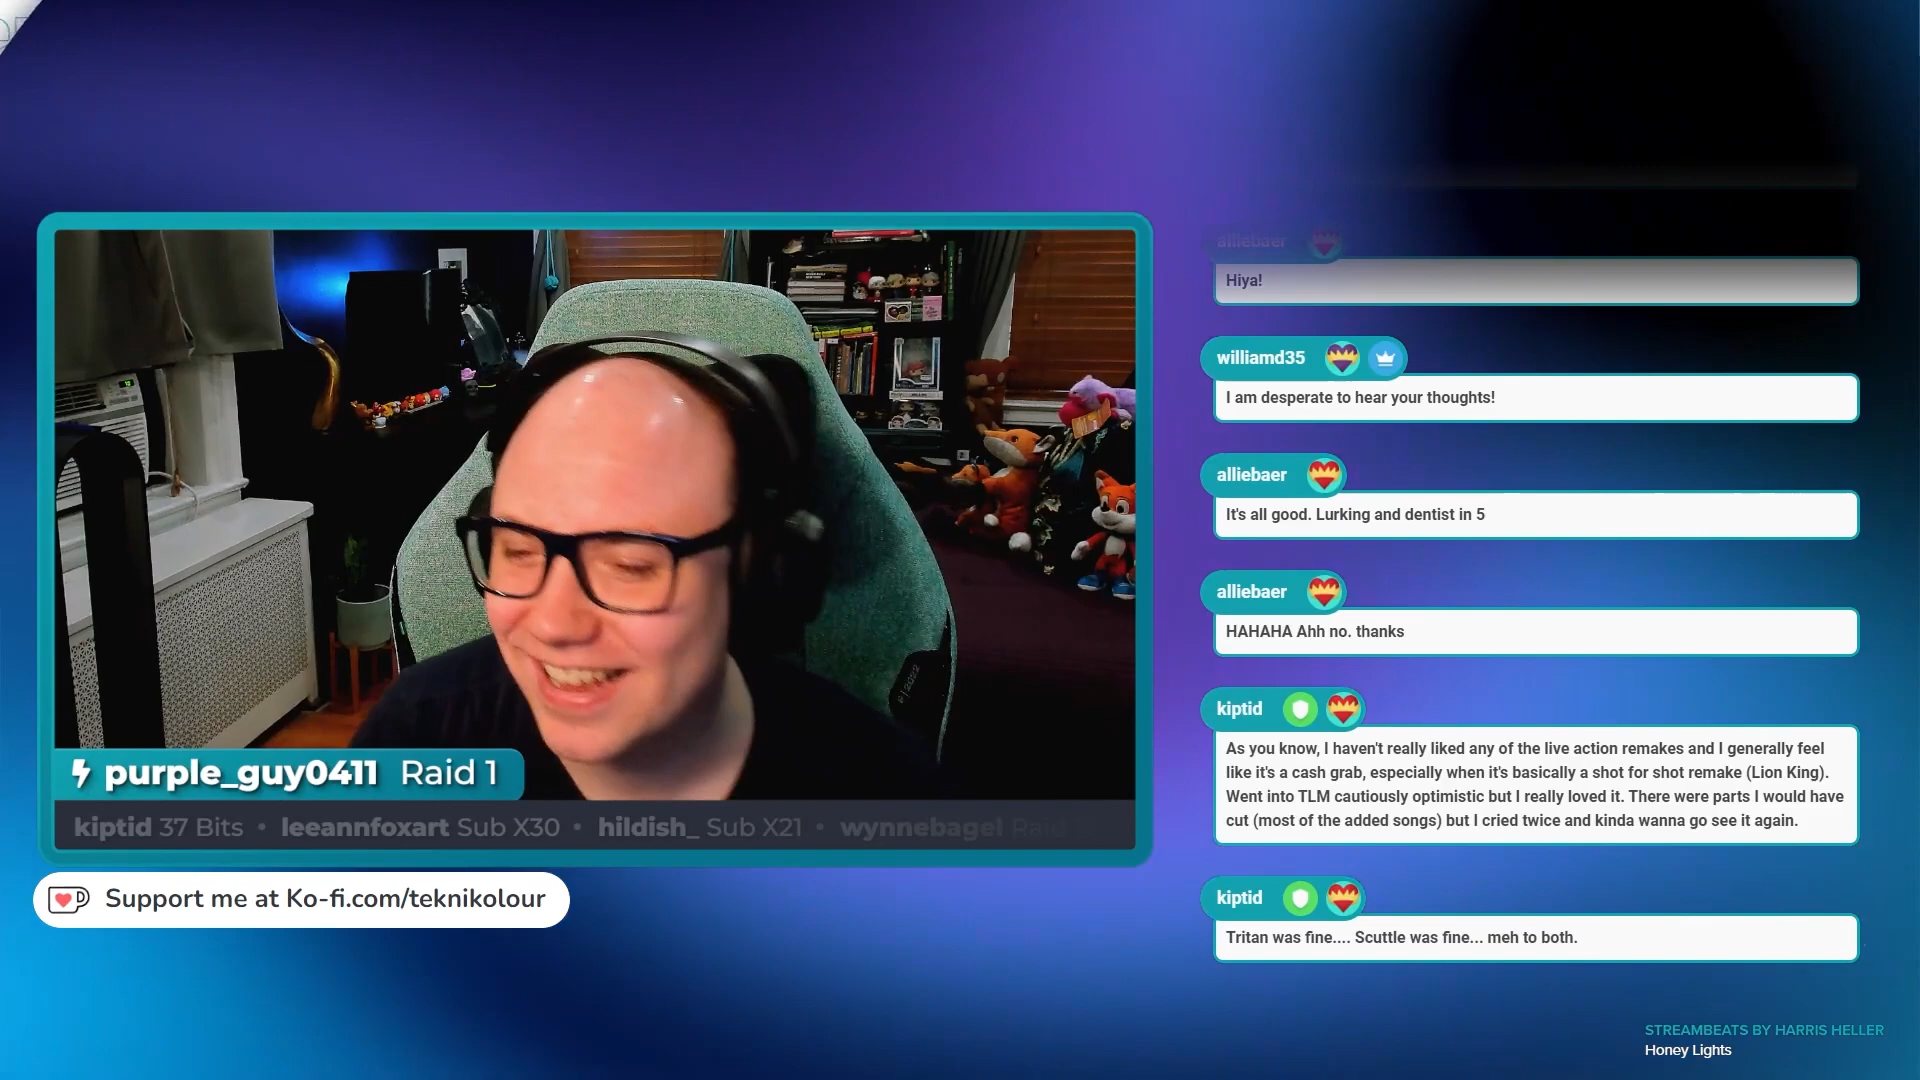 alliebaer
Hiya!
williamd35
I am desperate to hear your thoughts!
alliebaer
It's all good. Lurking and dentist in 5
alliebaer
HAHAHA Ahh no. thanks
kiptid
As you know, I haven't really liked any of the live action remakes and I generally feel
like it's a cash grab, especially when it's basically a shot for shot remake (Lion King).
Went into TLM cautiously optimistic but I really loved it. There were parts I would have
cut (most of the added songs) but I cried twice and kinda wanna go see it again.
kiptid
Tritan was fine.... Scuttle was fine... meh to both.
purple_guy0411 Raid 1
kiptid 37 Bits • leeannfoxart Sub X30 • hildish_ Sub X21 • wynnebagel Raid
Support me at Ko-fi.com/teknikolour
STREAMBEATS BY HARRIS HELLER
Honey Lights